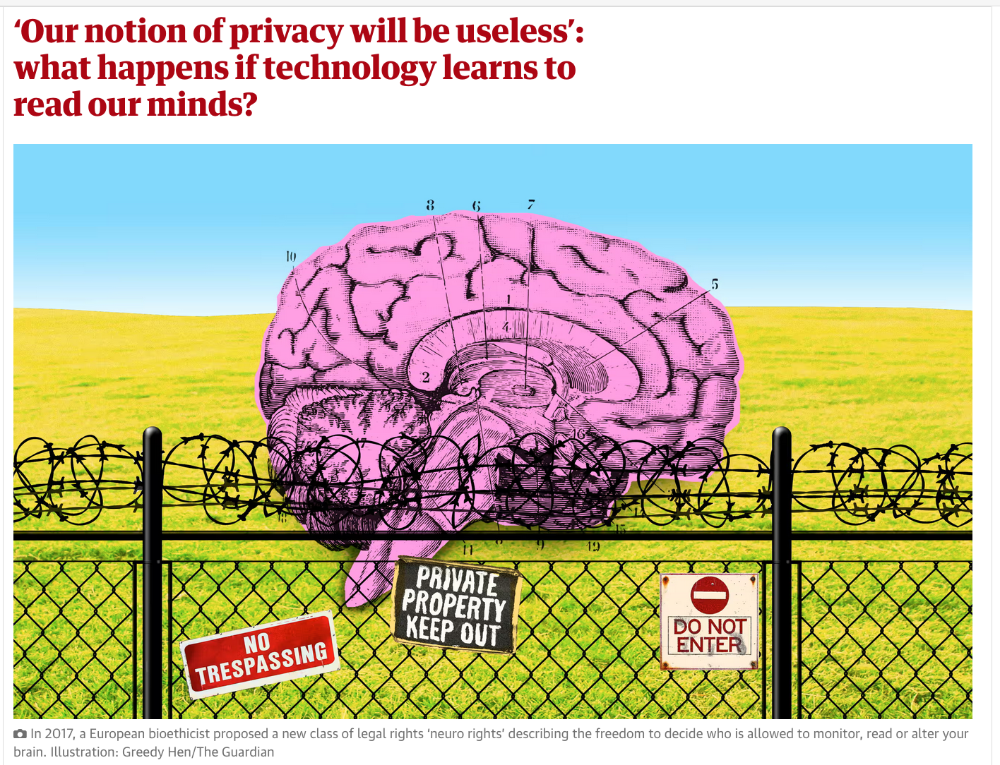 ‘Our notion of privacy will be useless’:
what happens if technology learns to
read our minds?
8 6 7
10
5
1
4
2
16
15
11 9 19
PRIVATE
PROPERTY
KEEP OUT
DO NOT
ENTER
NO
TRESPASSING
In 2017, a European bioethicist proposed a new class of legal rights ‘neuro rights’ describing the freedom to decide who is allowed to monitor, read or alter your
brain. Illustration: Greedy Hen/The Guardian